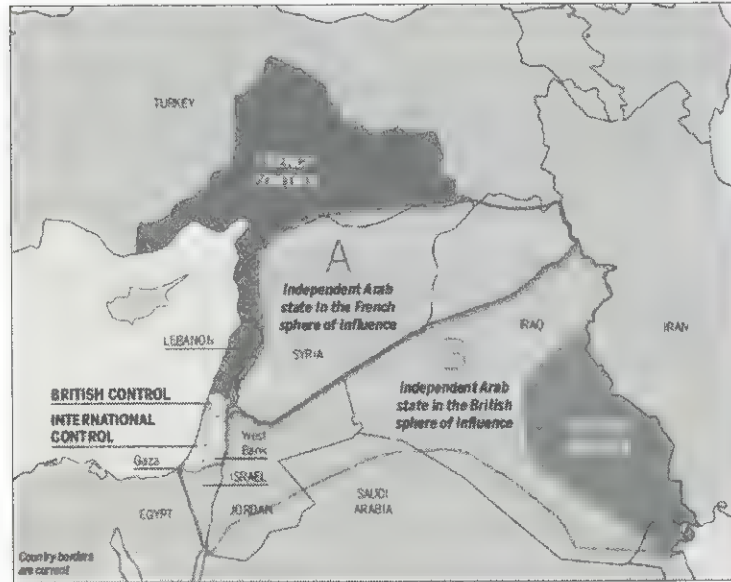 TURKEY
A
Independent Arab
state in the French
sphere of influence
LEBANON
SYRIA
IRAQ
IRAN
B
Independent Arab
state in the British
sphere of influence
BRITISH CONTROL
INTERNATIONAL
CONTROL
West
Bank
Gaza
ISRAEL
EGYPT
JORDAN
SAUDI
ARABIA
Country borders
are current